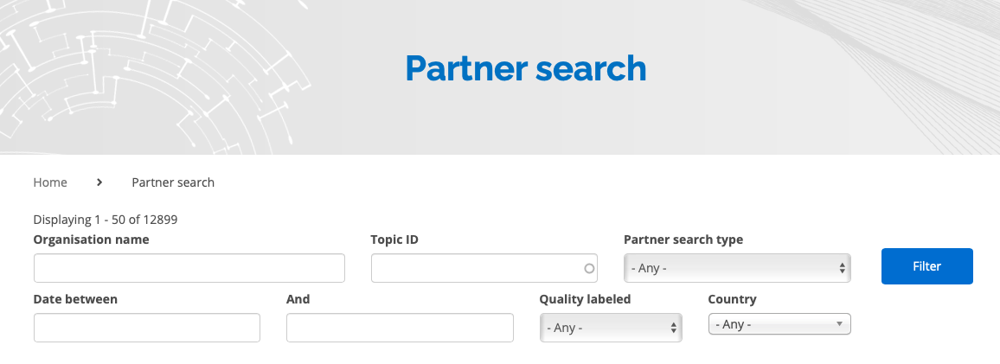 Partner search
Home > Partner search
Displaying 1 - 50 of 12899
Organisation name Topic ID Partner search type
- Any - Filter
Date between And Quality labeled Country
- Any - - Any -